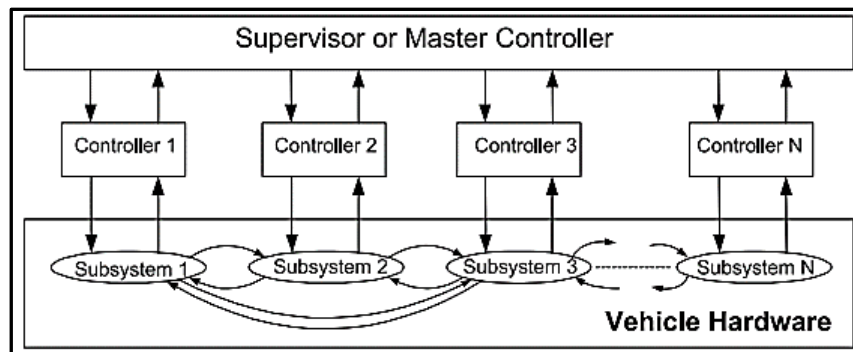 Supervisor or Master Controller
Controller 1
Controller 2
Controller 3
Controller N
Subsystem 1
Subsystem 2
Subsystem 3
Subsystem N
Vehicle Hardware